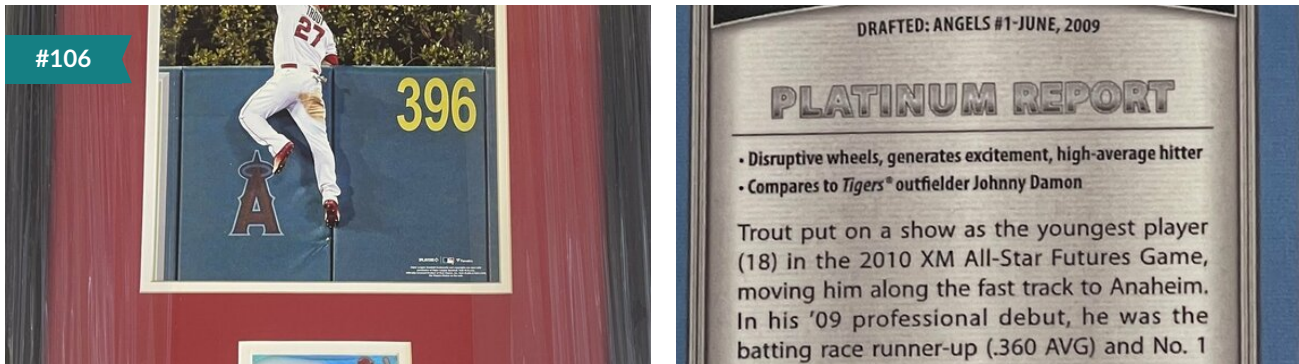 #106
TROUT
27
396
A
DRAFTED: ANGELS #1-JUNE, 2009
PLATINUM REPORT
• Disruptive wheels, generates excitement, high-average hitter
• Compares to Tigers® outfielder Johnny Damon
Trout put on a show as the youngest player
(18) in the 2010 XM All-Star Futures Game,
moving him along the fast track to Anaheim.
In his '09 professional debut, he was the
batting race runner-up (.360 AVG) and No. 1